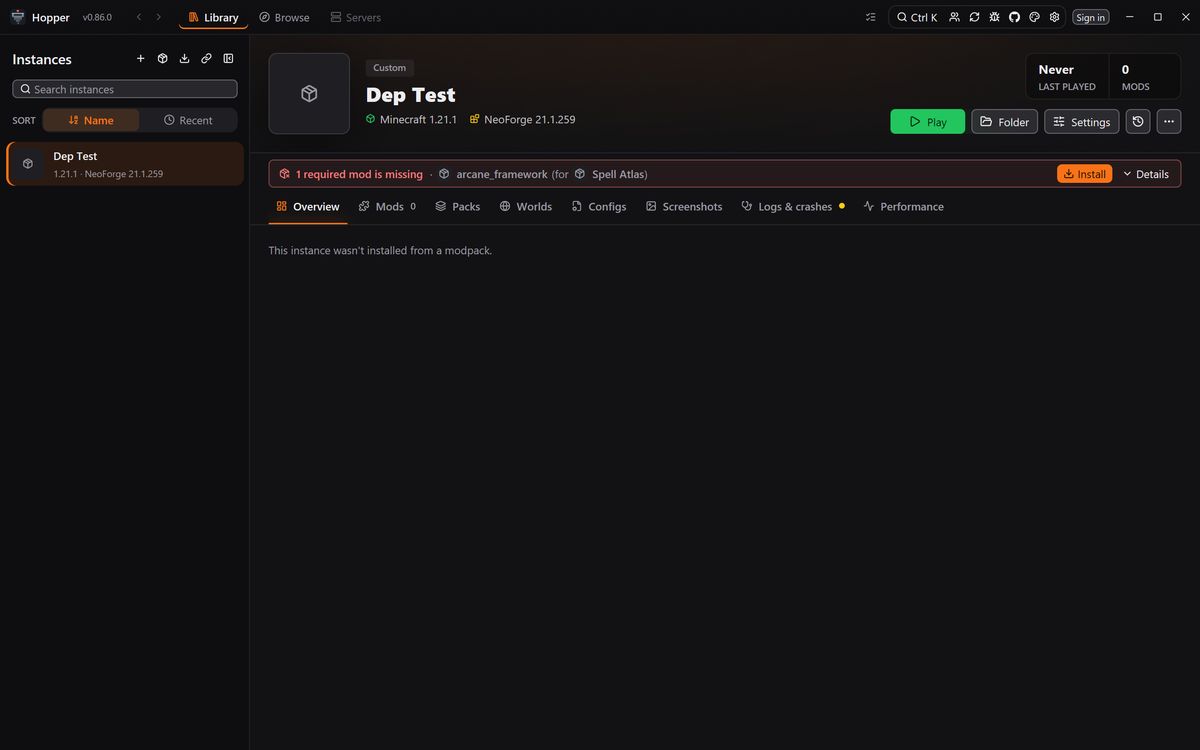 Hopper v0.86.0 Library Browse Servers Ctrl K Sign in
Instances
Search instances
SORT Name Recent
Dep Test
1.21.1 · NeoForge 21.1.259
Custom
Dep Test
Minecraft 1.21.1 NeoForge 21.1.259
Never 0
LAST PLAYED MODS
Play Folder Settings
1 required mod is missing · arcane_framework (for Spell Atlas) Install Details
Overview Mods 0 Packs Worlds Configs Screenshots Logs & crashes Performance
This instance wasn't installed from a modpack.